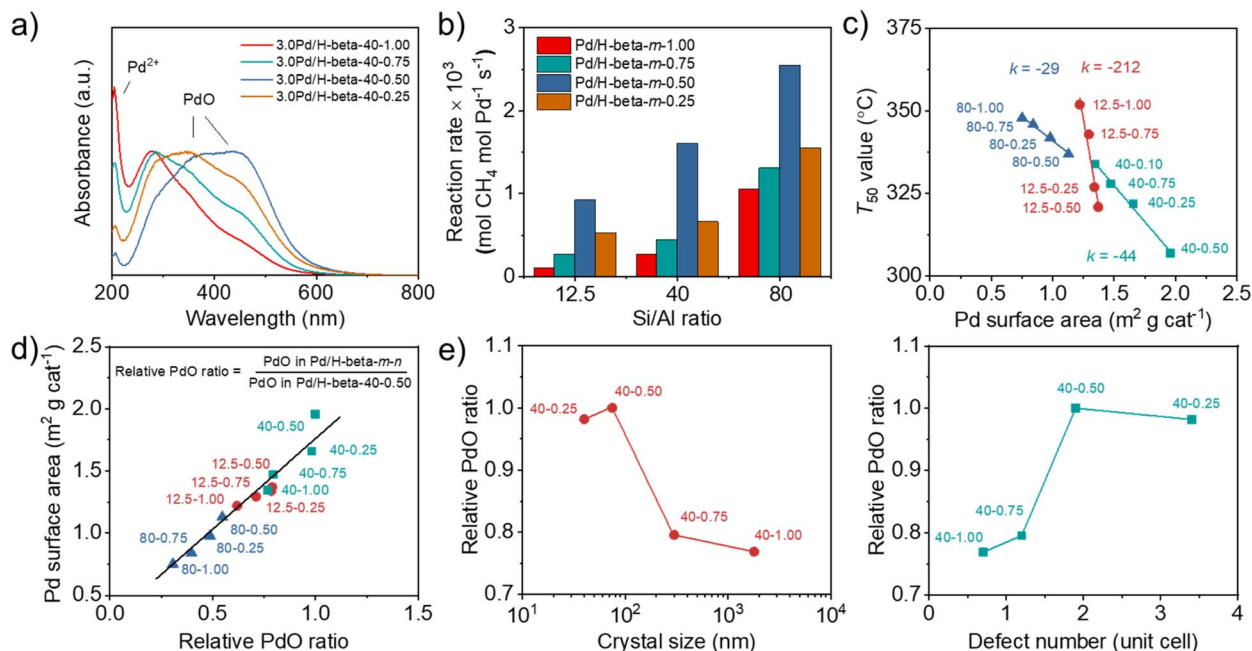 a)
Absorbance (a.u.)
Pd²⁺
PdO
3.0Pd/H-beta-40-1.00
3.0Pd/H-beta-40-0.75
3.0Pd/H-beta-40-0.50
3.0Pd/H-beta-40-0.25
200 400 600 800
Wavelength (nm)
b)
Reaction rate × 10³
(mol CH₄ mol Pd⁻¹ s⁻¹)
3
2
1
0
Pd/H-beta-m-1.00
Pd/H-beta-m-0.75
Pd/H-beta-m-0.50
Pd/H-beta-m-0.25
12.5 40 80
Si/Al ratio
c)
T₅₀ value (°C)
375
350
325
300
k = -29
k = -212
80-1.00
80-0.75
80-0.25
80-0.50
12.5-1.00
12.5-0.75
12.5-0.25
12.5-0.50
40-0.10
40-0.75
40-0.25
40-0.50
k = -44
0.0 0.5 1.0 1.5 2.0 2.5
Pd surface area (m² g cat⁻¹)
d)
Pd surface area (m² g cat⁻¹)
2.5
2.0
1.5
1.0
0.5
Relative PdO ratio = PdO in Pd/H-beta-m-n
PdO in Pd/H-beta-40-0.50
40-0.50
40-0.25
12.5-0.50
12.5-0.75
12.5-1.00
40-0.75
40-1.00
12.5-0.25
80-0.75
80-0.50
80-0.25
80-1.00
0.0 0.5 1.0 1.5
Relative PdO ratio
e)
Relative PdO ratio
1.1
1.0
0.9
0.8
0.7
40-0.25
40-0.50
40-0.75
40-1.00
10¹ 10² 10³ 10⁴
Crystal size (nm)
Relative PdO ratio
1.1
1.0
0.9
0.8
0.7
40-0.50
40-0.25
40-0.75
40-1.00
0 1 2 3 4
Defect number (unit cell)